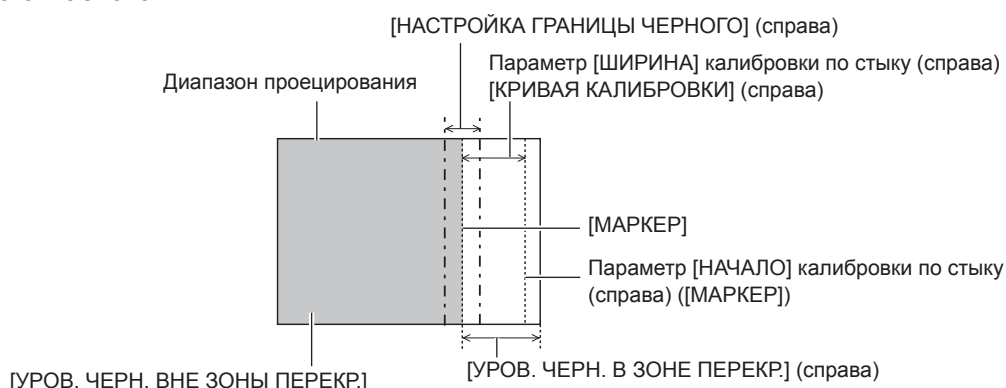 [НАСТРОЙКА ГРАНИЦЫ ЧЕРНОГО] (справа)
Параметр [ШИРИНА] калибровки по стыку (справа)
[КРИВАЯ КАЛИБРОВКИ] (справа)
Диапазон проецирования
[МАРКЕР]
Параметр [НАЧАЛО] калибровки по стыку
(справа) ([МАРКЕР])
[УРОВ. ЧЕРН. В ЗОНЕ ПЕРЕКР.] (справа)
[УРОВ. ЧЕРН. ВНЕ ЗОНЫ ПЕРЕКР.]